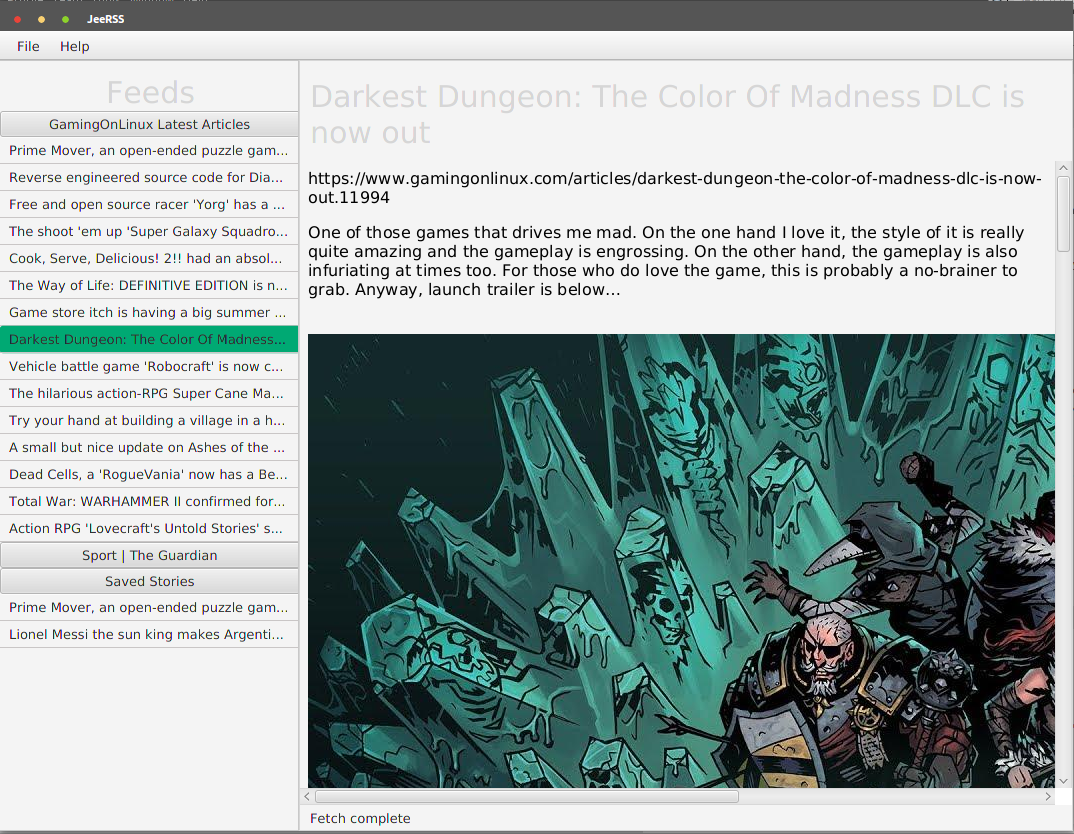 JeeRSS
File Help
Feeds
GamingOnLinux Latest Articles
Prime Mover, an open-ended puzzle gam...
Reverse engineered source code for Dia...
Free and open source racer 'Yorg' has a ...
The shoot 'em up 'Super Galaxy Squadro...
Cook, Serve, Delicious! 2!! had an absol...
The Way of Life: DEFINITIVE EDITION is n...
Game store itch is having a big summer ...
Darkest Dungeon: The Color Of Madness...
Vehicle battle game 'Robocraft' is now c...
The hilarious action-RPG Super Cane Ma...
Try your hand at building a village in a h...
A small but nice update on Ashes of the ...
Dead Cells, a 'RogueVania' now has a Be...
Total War: WARHAMMER II confirmed for...
Action RPG 'Lovecraft's Untold Stories' s...
Sport | The Guardian
Saved Stories
Prime Mover, an open-ended puzzle gam...
Lionel Messi the sun king makes Argenti...
Darkest Dungeon: The Color Of Madness DLC is
now out
https://www.gamingonlinux.com/articles/darkest-dungeon-the-color-of-madness-dlc-is-now-
out.11994
One of those games that drives me mad. On the one hand I love it, the style of it is really
quite amazing and the gameplay is engrossing. On the other hand, the gameplay is also
infuriating at times too. For those who do love the game, this is probably a no-brainer to
grab. Anyway, launch trailer is below...
Fetch complete